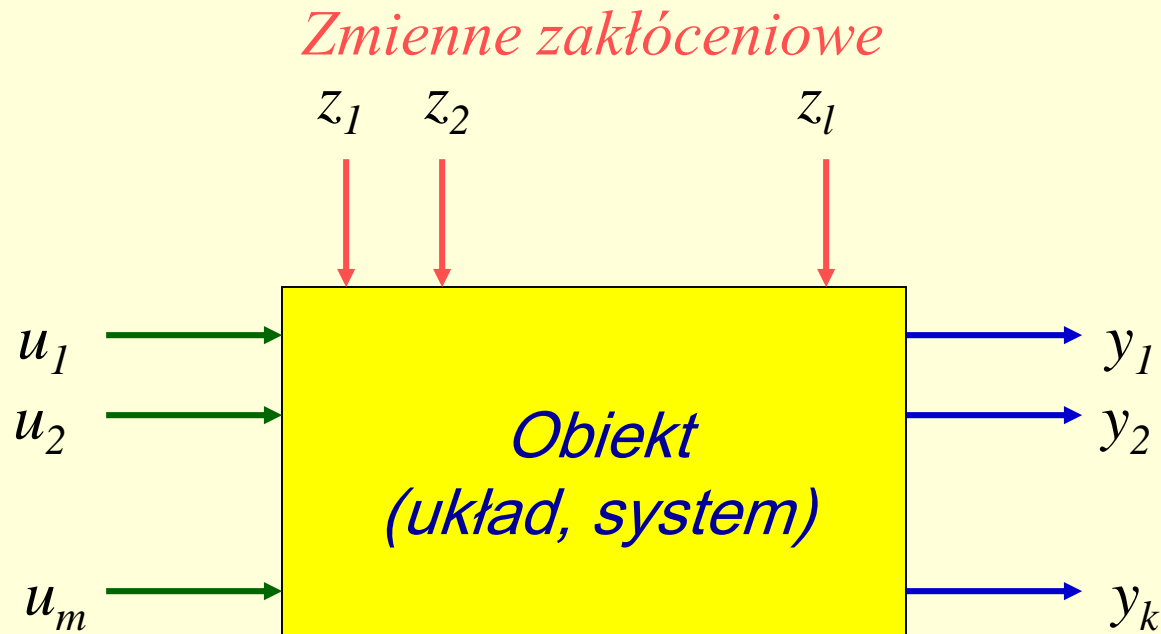 Zmienne zakłóceniowe
z1 z2 zl
u1 y1
u2 y2
Obiekt
(układ, system)
um yk